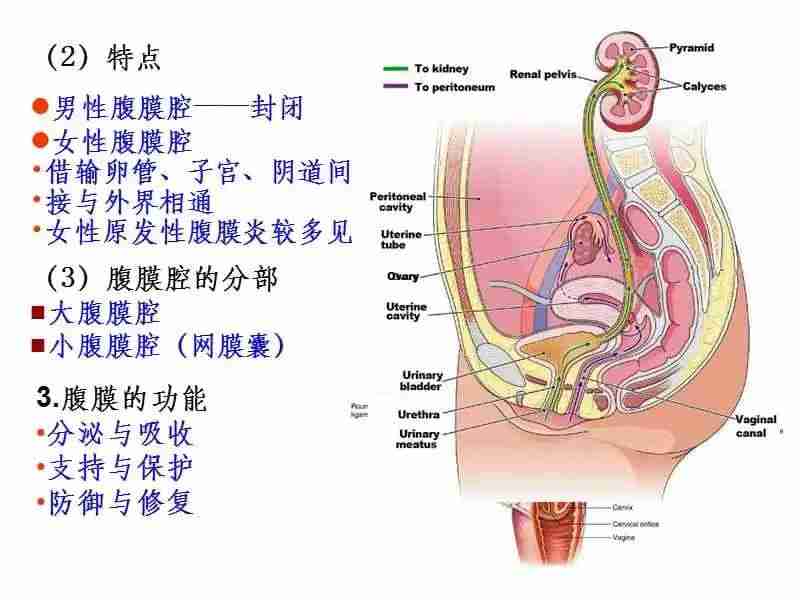 (2) 特点
男性腹膜腔——封闭
女性腹膜腔
借输卵管、子官、阴道间
接与外界相通
女性原发性腹膜炎较多见
(3) 腹膜腔的分部
大腹膜腔
小腹膜腔（网膜囊）
3.腹膜的功能
分泌与吸收
支持与保护
防御与修复
To kidney
To peritoneum
Renal pelvis
Pyramid
Calyces
Peritoneal
cavity
Uterine
tube
Ovary
Uterine
cavity
Urinary
bladder
Urethra
Urinary
meatus
Vaginal
canal
ligam
Cervix
Cervical orifice
Vagina